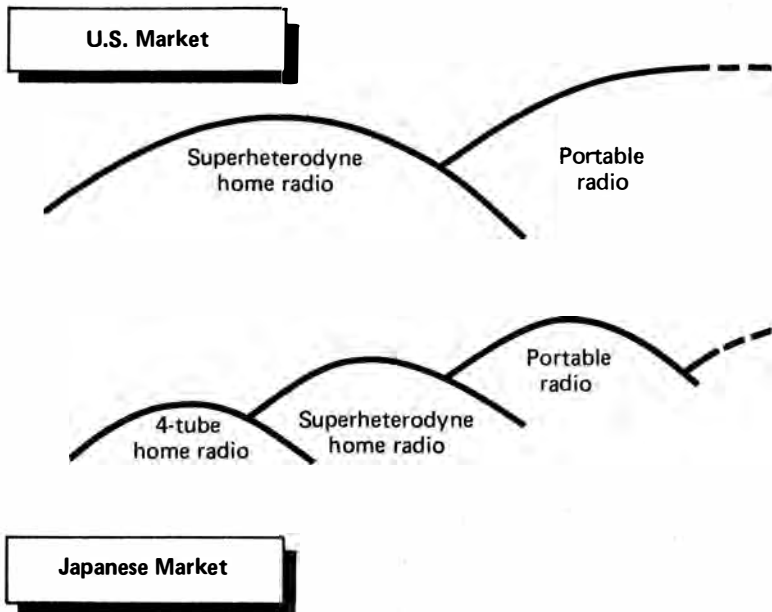 U.S. Market
Superheterodyne
home radio
Portable
radio
Portable
radio
4-tube
home radio
Superheterodyne
home radio
Japanese Market